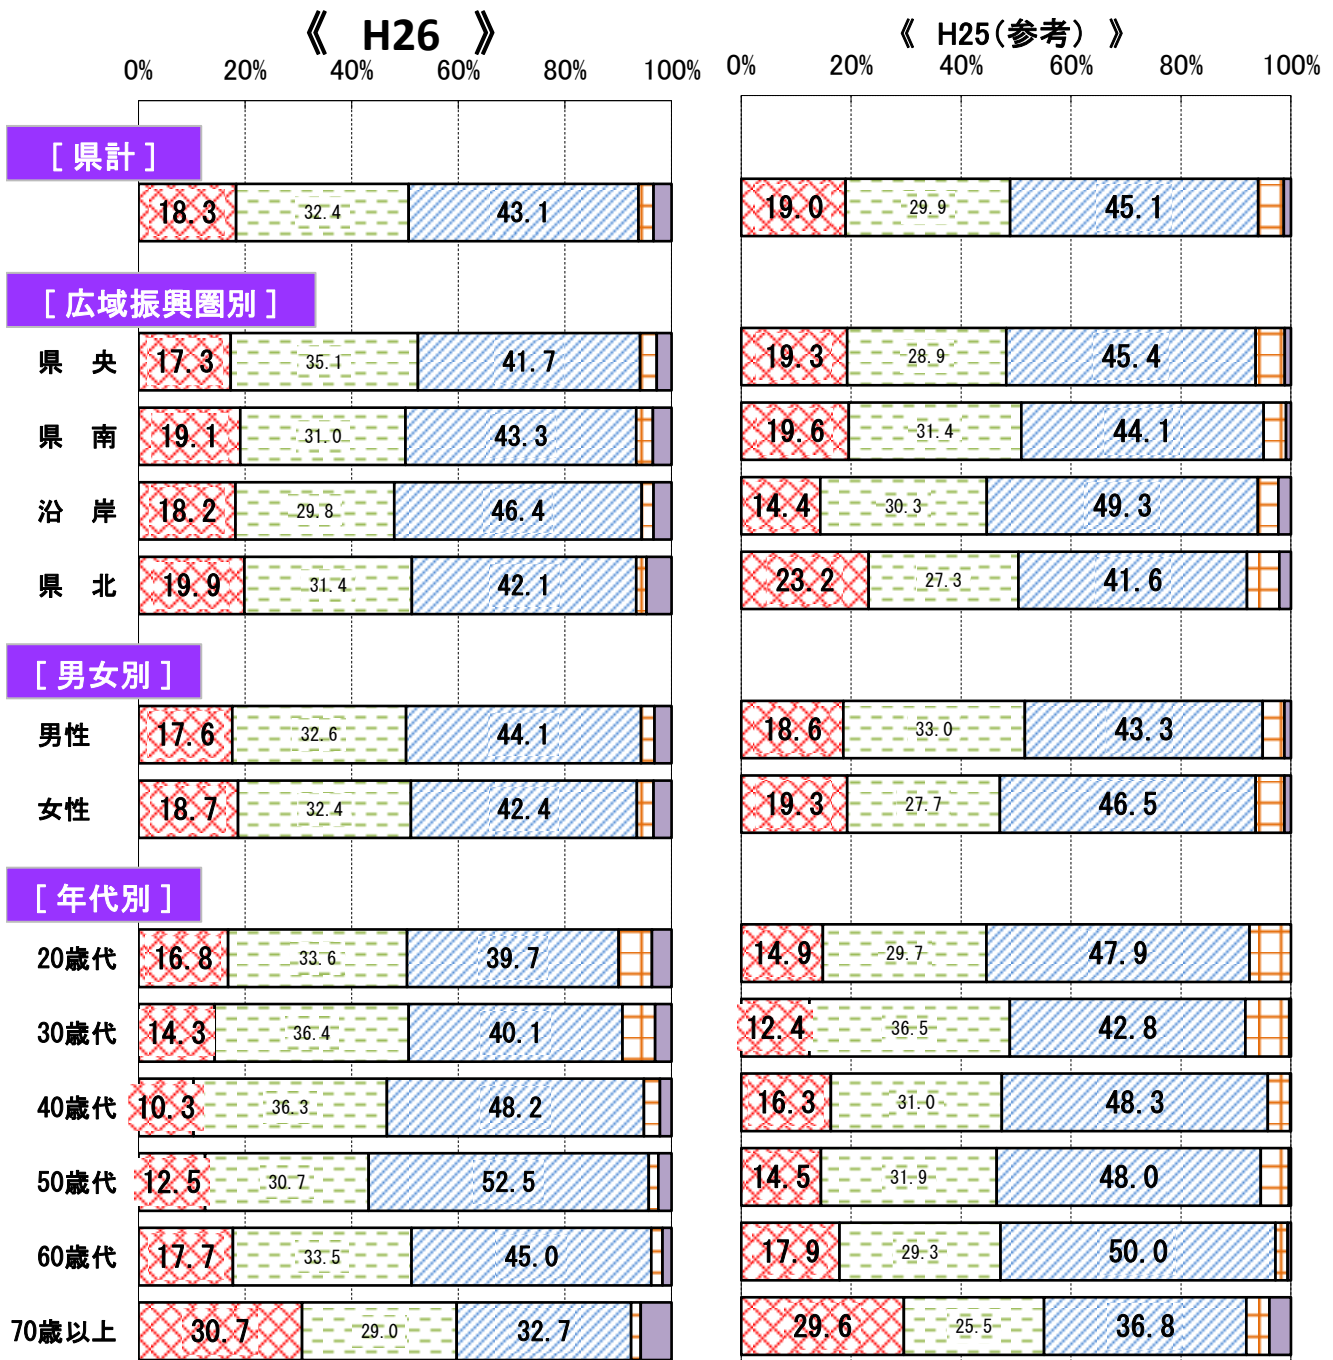 《 H26 》
《 H25(参考) 》
0% 20% 40% 60% 80% 100%
0% 20% 40% 60% 80% 100%
[ 県計 ]
18.3 32.4 43.1
19.0 29.9 45.1
[ 広域振興圏別 ]
県 央 17.3 35.1 41.7
19.3 28.9 45.4
県 南 19.1 31.0 43.3
19.6 31.4 44.1
沿 岸 18.2 29.8 46.4
14.4 30.3 49.3
県 北 19.9 31.4 42.1
23.2 27.3 41.6
[ 男女別 ]
男性 17.6 32.6 44.1
18.6 33.0 43.3
女性 18.7 32.4 42.4
19.3 27.7 46.5
[ 年代別 ]
20歳代 16.8 33.6 39.7
14.9 29.7 47.9
30歳代 14.3 36.4 40.1
12.4 36.5 42.8
40歳代 10.3 36.3 48.2
16.3 31.0 48.3
50歳代 12.5 30.7 52.5
14.5 31.9 48.0
60歳代 17.7 33.5 45.0
17.9 29.3 50.0
70歳以上 30.7 29.0 32.7
29.6 25.5 36.8